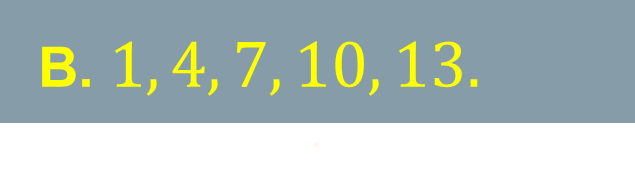 B. 1, 4, 7, 10, 13.